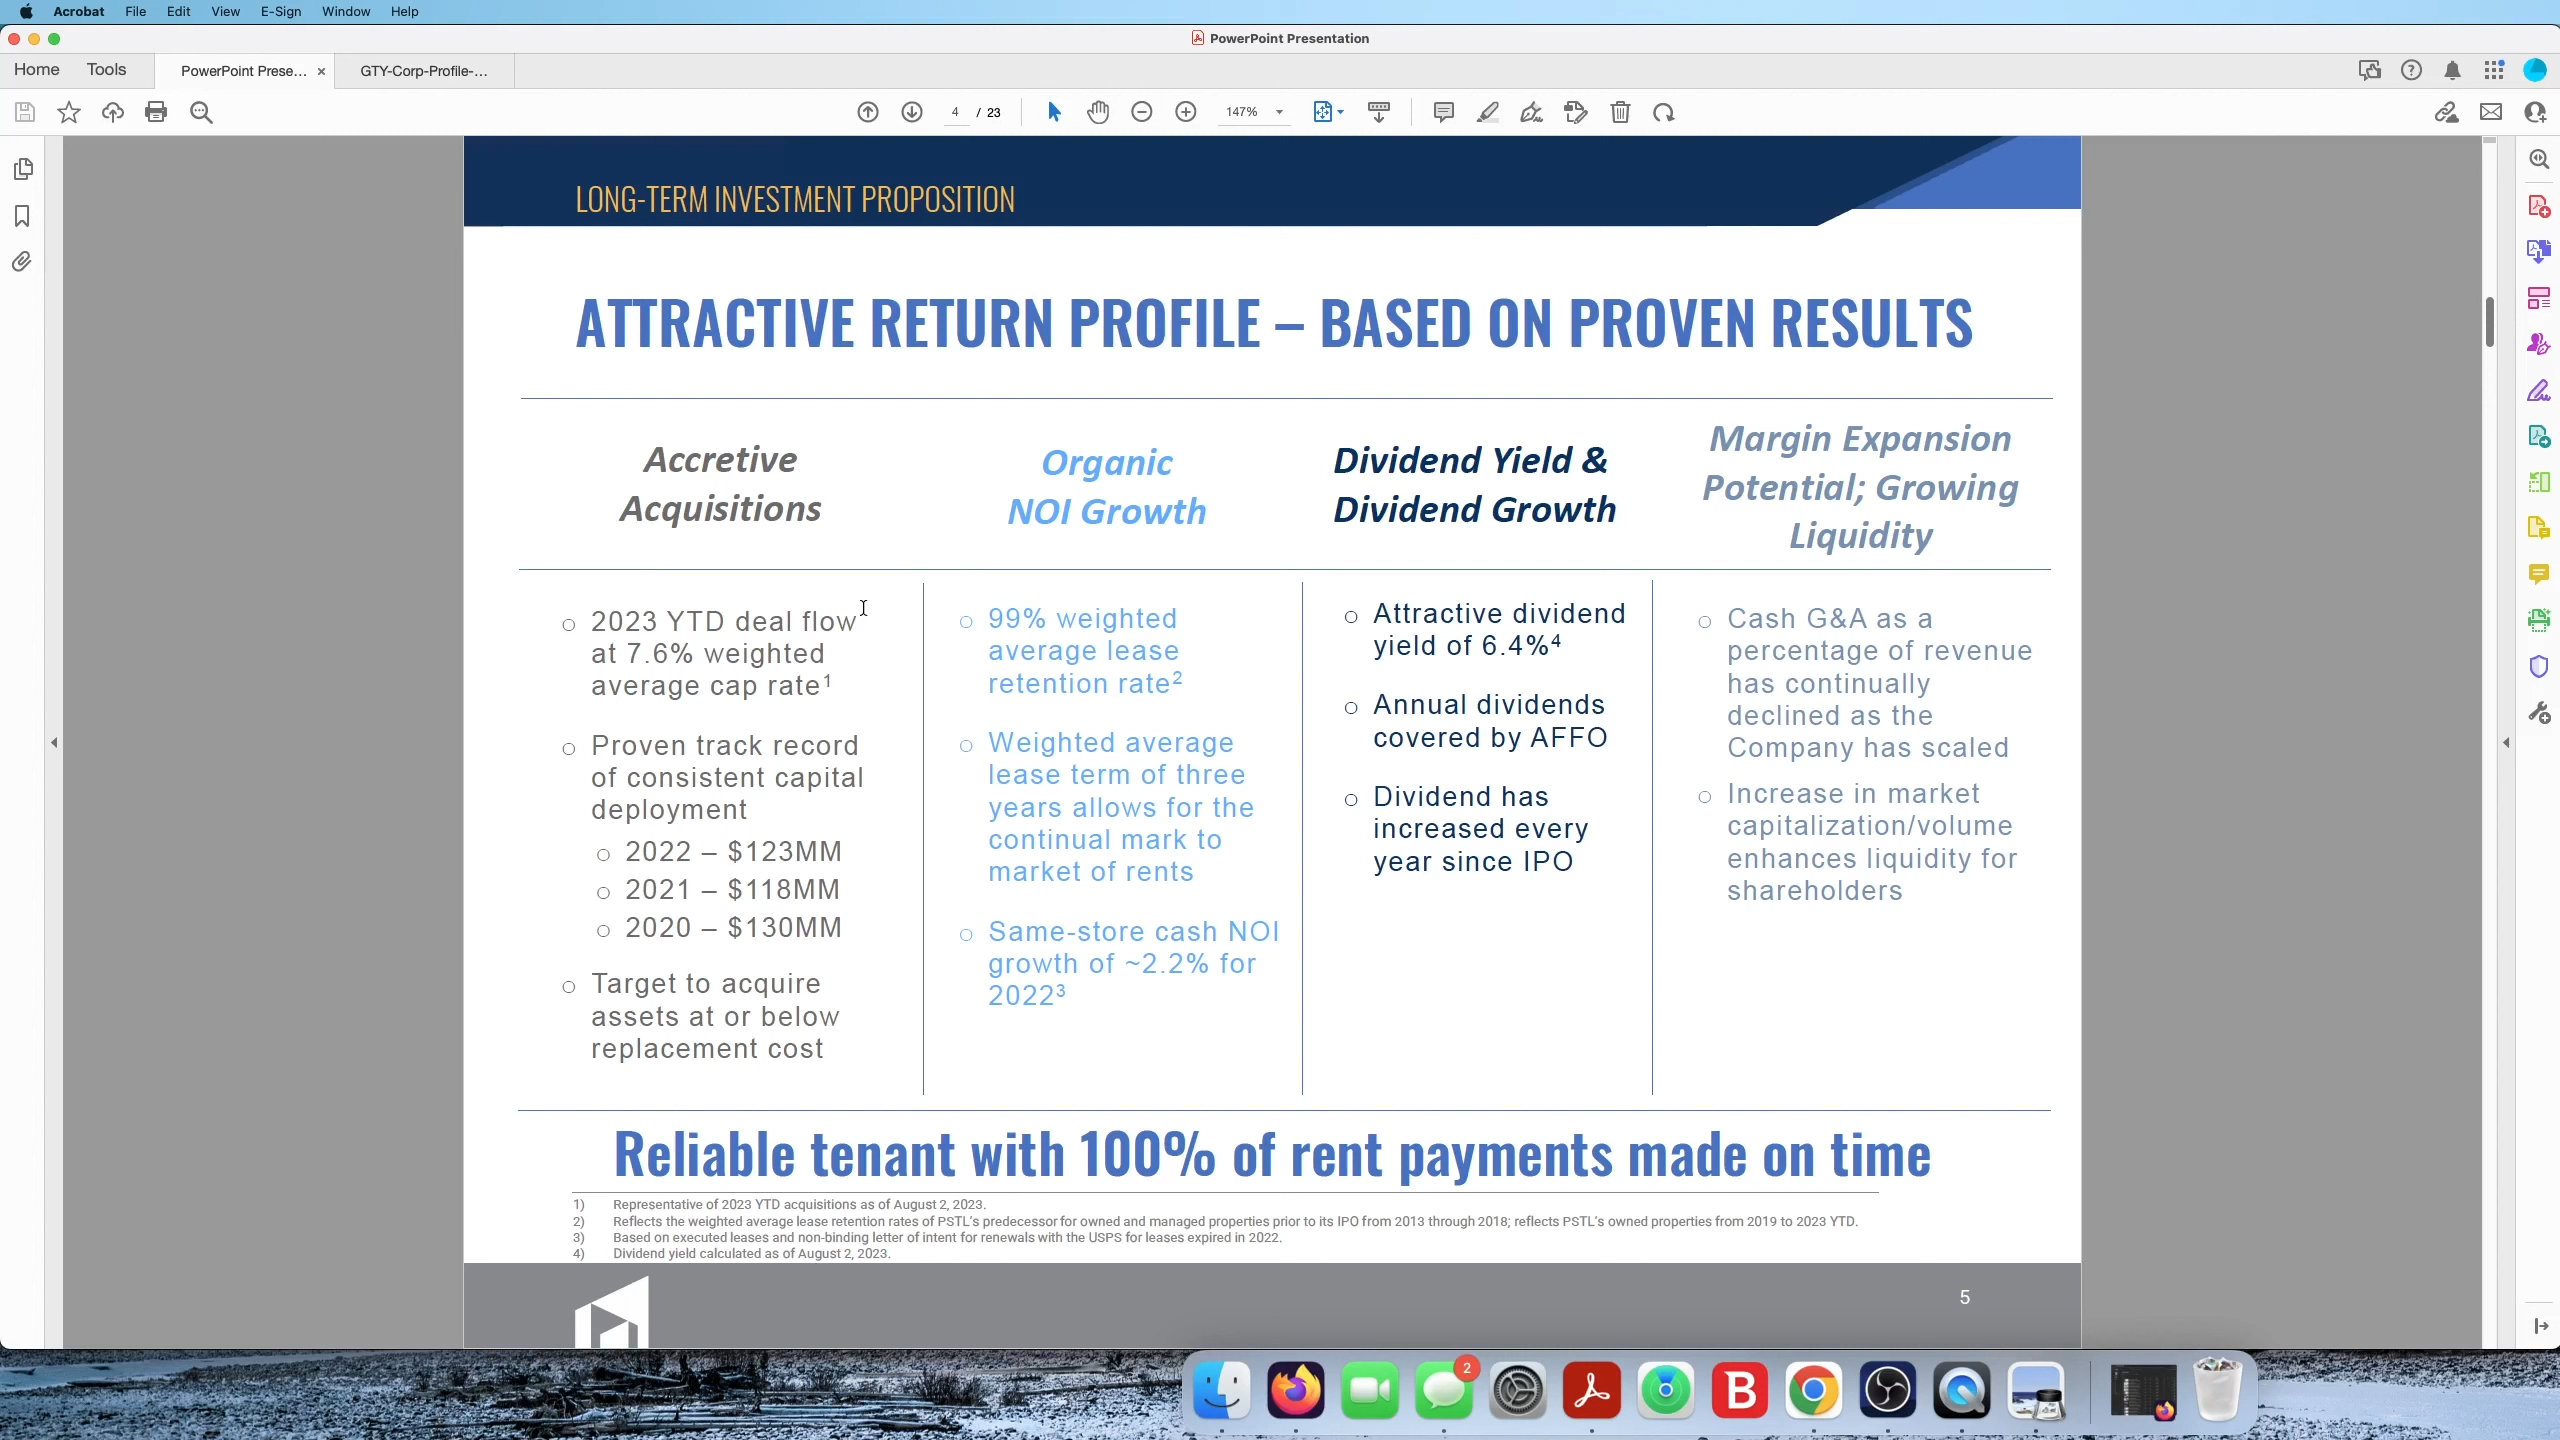 Acrobat File Edit View E-Sign Window Help
PowerPoint Presentation
Home Tools PowerPoint Prese... × GTY-Corp-Profile-...
4 / 23 147%
LONG-TERM INVESTMENT PROPOSITION
ATTRACTIVE RETURN PROFILE – BASED ON PROVEN RESULTS
Accretive
Acquisitions
○ 2023 YTD deal flow
at 7.6% weighted
average cap rate¹
○ Proven track record
of consistent capital
deployment
○ 2022 – $123MM
○ 2021 – $118MM
○ 2020 – $130MM
○ Target to acquire
assets at or below
replacement cost
Organic
NOI Growth
○ 99% weighted
average lease
retention rate²
○ Weighted average
lease term of three
years allows for the
continual mark to
market of rents
○ Same-store cash NOI
growth of ~2.2% for
2022³
Dividend Yield &
Dividend Growth
○ Attractive dividend
yield of 6.4%⁴
○ Annual dividends
covered by AFFO
○ Dividend has
increased every
year since IPO
Margin Expansion
Potential; Growing
Liquidity
○ Cash G&A as a
percentage of revenue
has continually
declined as the
Company has scaled
○ Increase in market
capitalization/volume
enhances liquidity for
shareholders
Reliable tenant with 100% of rent payments made on time
1) Representative of 2023 YTD acquisitions as of August 2, 2023.
2) Reflects the weighted average lease retention rates of PSTL's predecessor for owned and managed properties prior to its IPO from 2013 through 2018; reflects PSTL's owned properties from 2019 to 2023 YTD.
3) Based on executed leases and non-binding letter of intent for renewals with the USPS for leases expired in 2022.
4) Dividend yield calculated as of August 2, 2023.
5
2
B